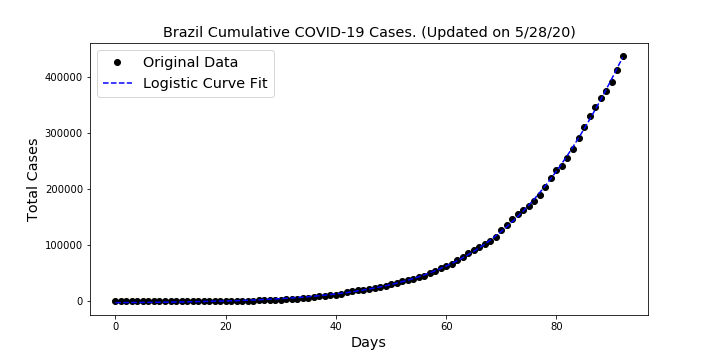 Brazil Cumulative COVID-19 Cases. (Updated on 5/28/20)
Original Data
Logistic Curve Fit
Total Cases
400000
300000
200000
100000
0
0 20 40 60 80
Days